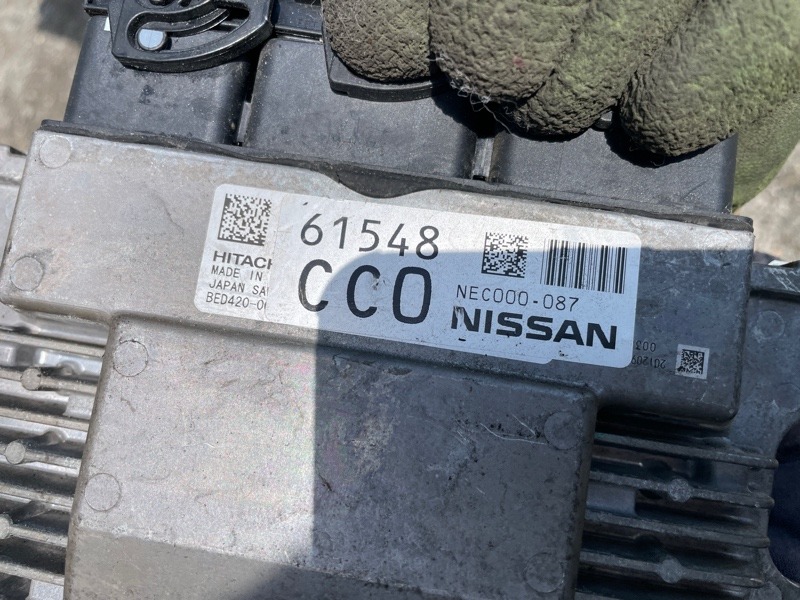 61548
CC0
NEC000-087
NISSAN
HITACH
MADE IN
JAPAN SA
BED420-0